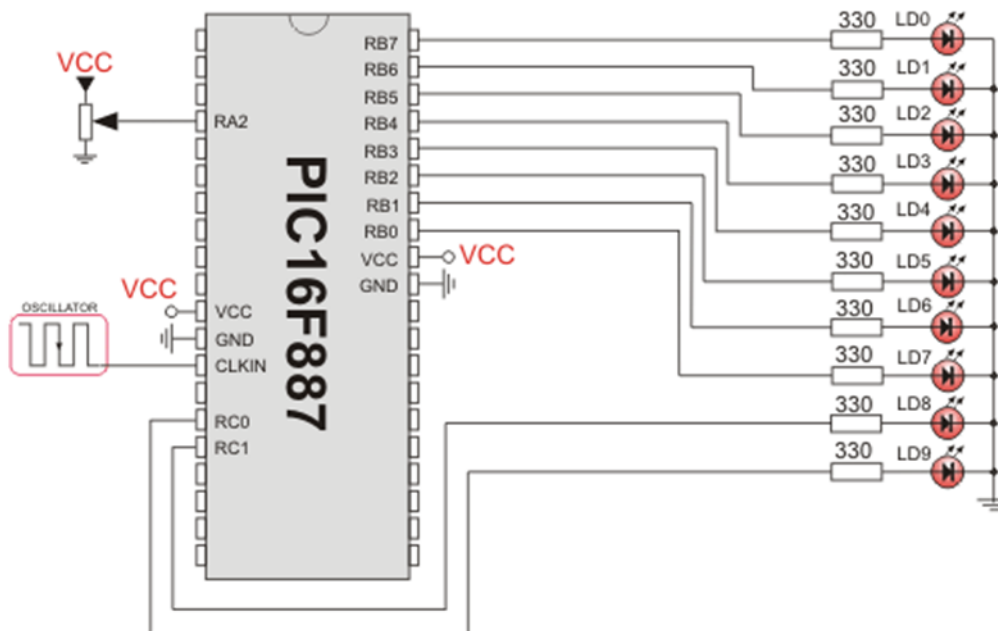 VCC
RA2
VCC
OSCILLATOR
VCC
GND
CLKIN
RC0
RC1
PIC16F887
RB7
RB6
RB5
RB4
RB3
RB2
RB1
RB0
VCC
VCC
GND
330 LD0
330 LD1
330 LD2
330 LD3
330 LD4
330 LD5
330 LD6
330 LD7
330 LD8
330 LD9